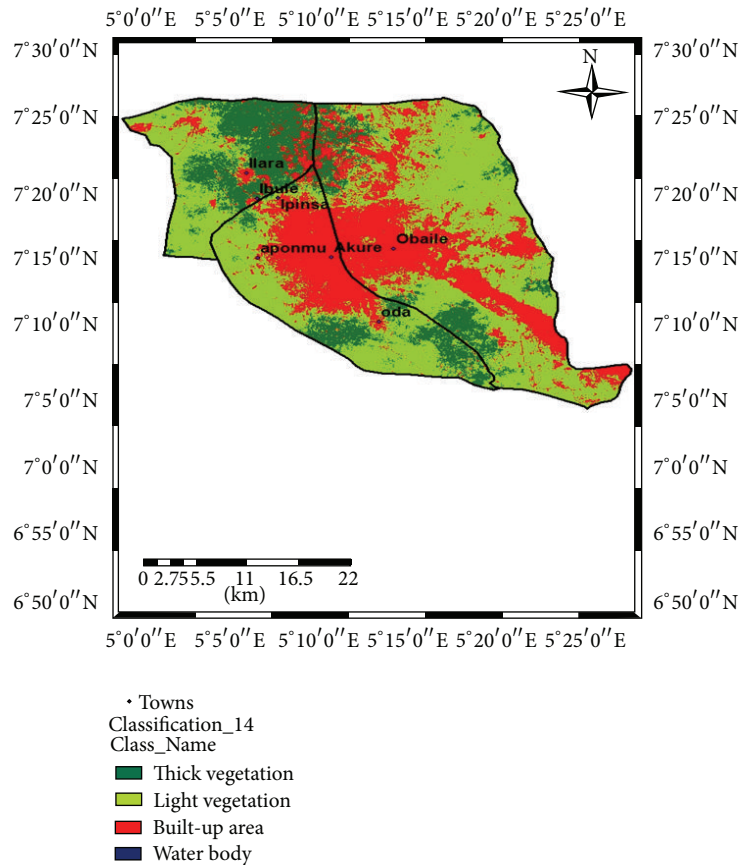 5°0′0″E 5°5′0″E 5°10′0″E 5°15′0″E 5°20′0″E 5°25′0″E
7°30′0″N 7°30′0″N
N
7°25′0″N 7°25′0″N
Ilara
7°20′0″N 7°20′0″N
Ibule
Ipinsa
Obaile
aponmu Akure
7°15′0″N 7°15′0″N
7°10′0″N 7°10′0″N
oda
7°5′0″N 7°5′0″N
7°0′0″N 7°0′0″N
6°55′0″N 6°55′0″N
0 2.75 5.5 11 16.5 22
(km)
6°50′0″N 6°50′0″N
5°0′0″E 5°5′0″E 5°10′0″E 5°15′0″E 5°20′0″E 5°25′0″E
Towns
Classification_14
Class_Name
Thick vegetation
Light vegetation
Built-up area
Water body